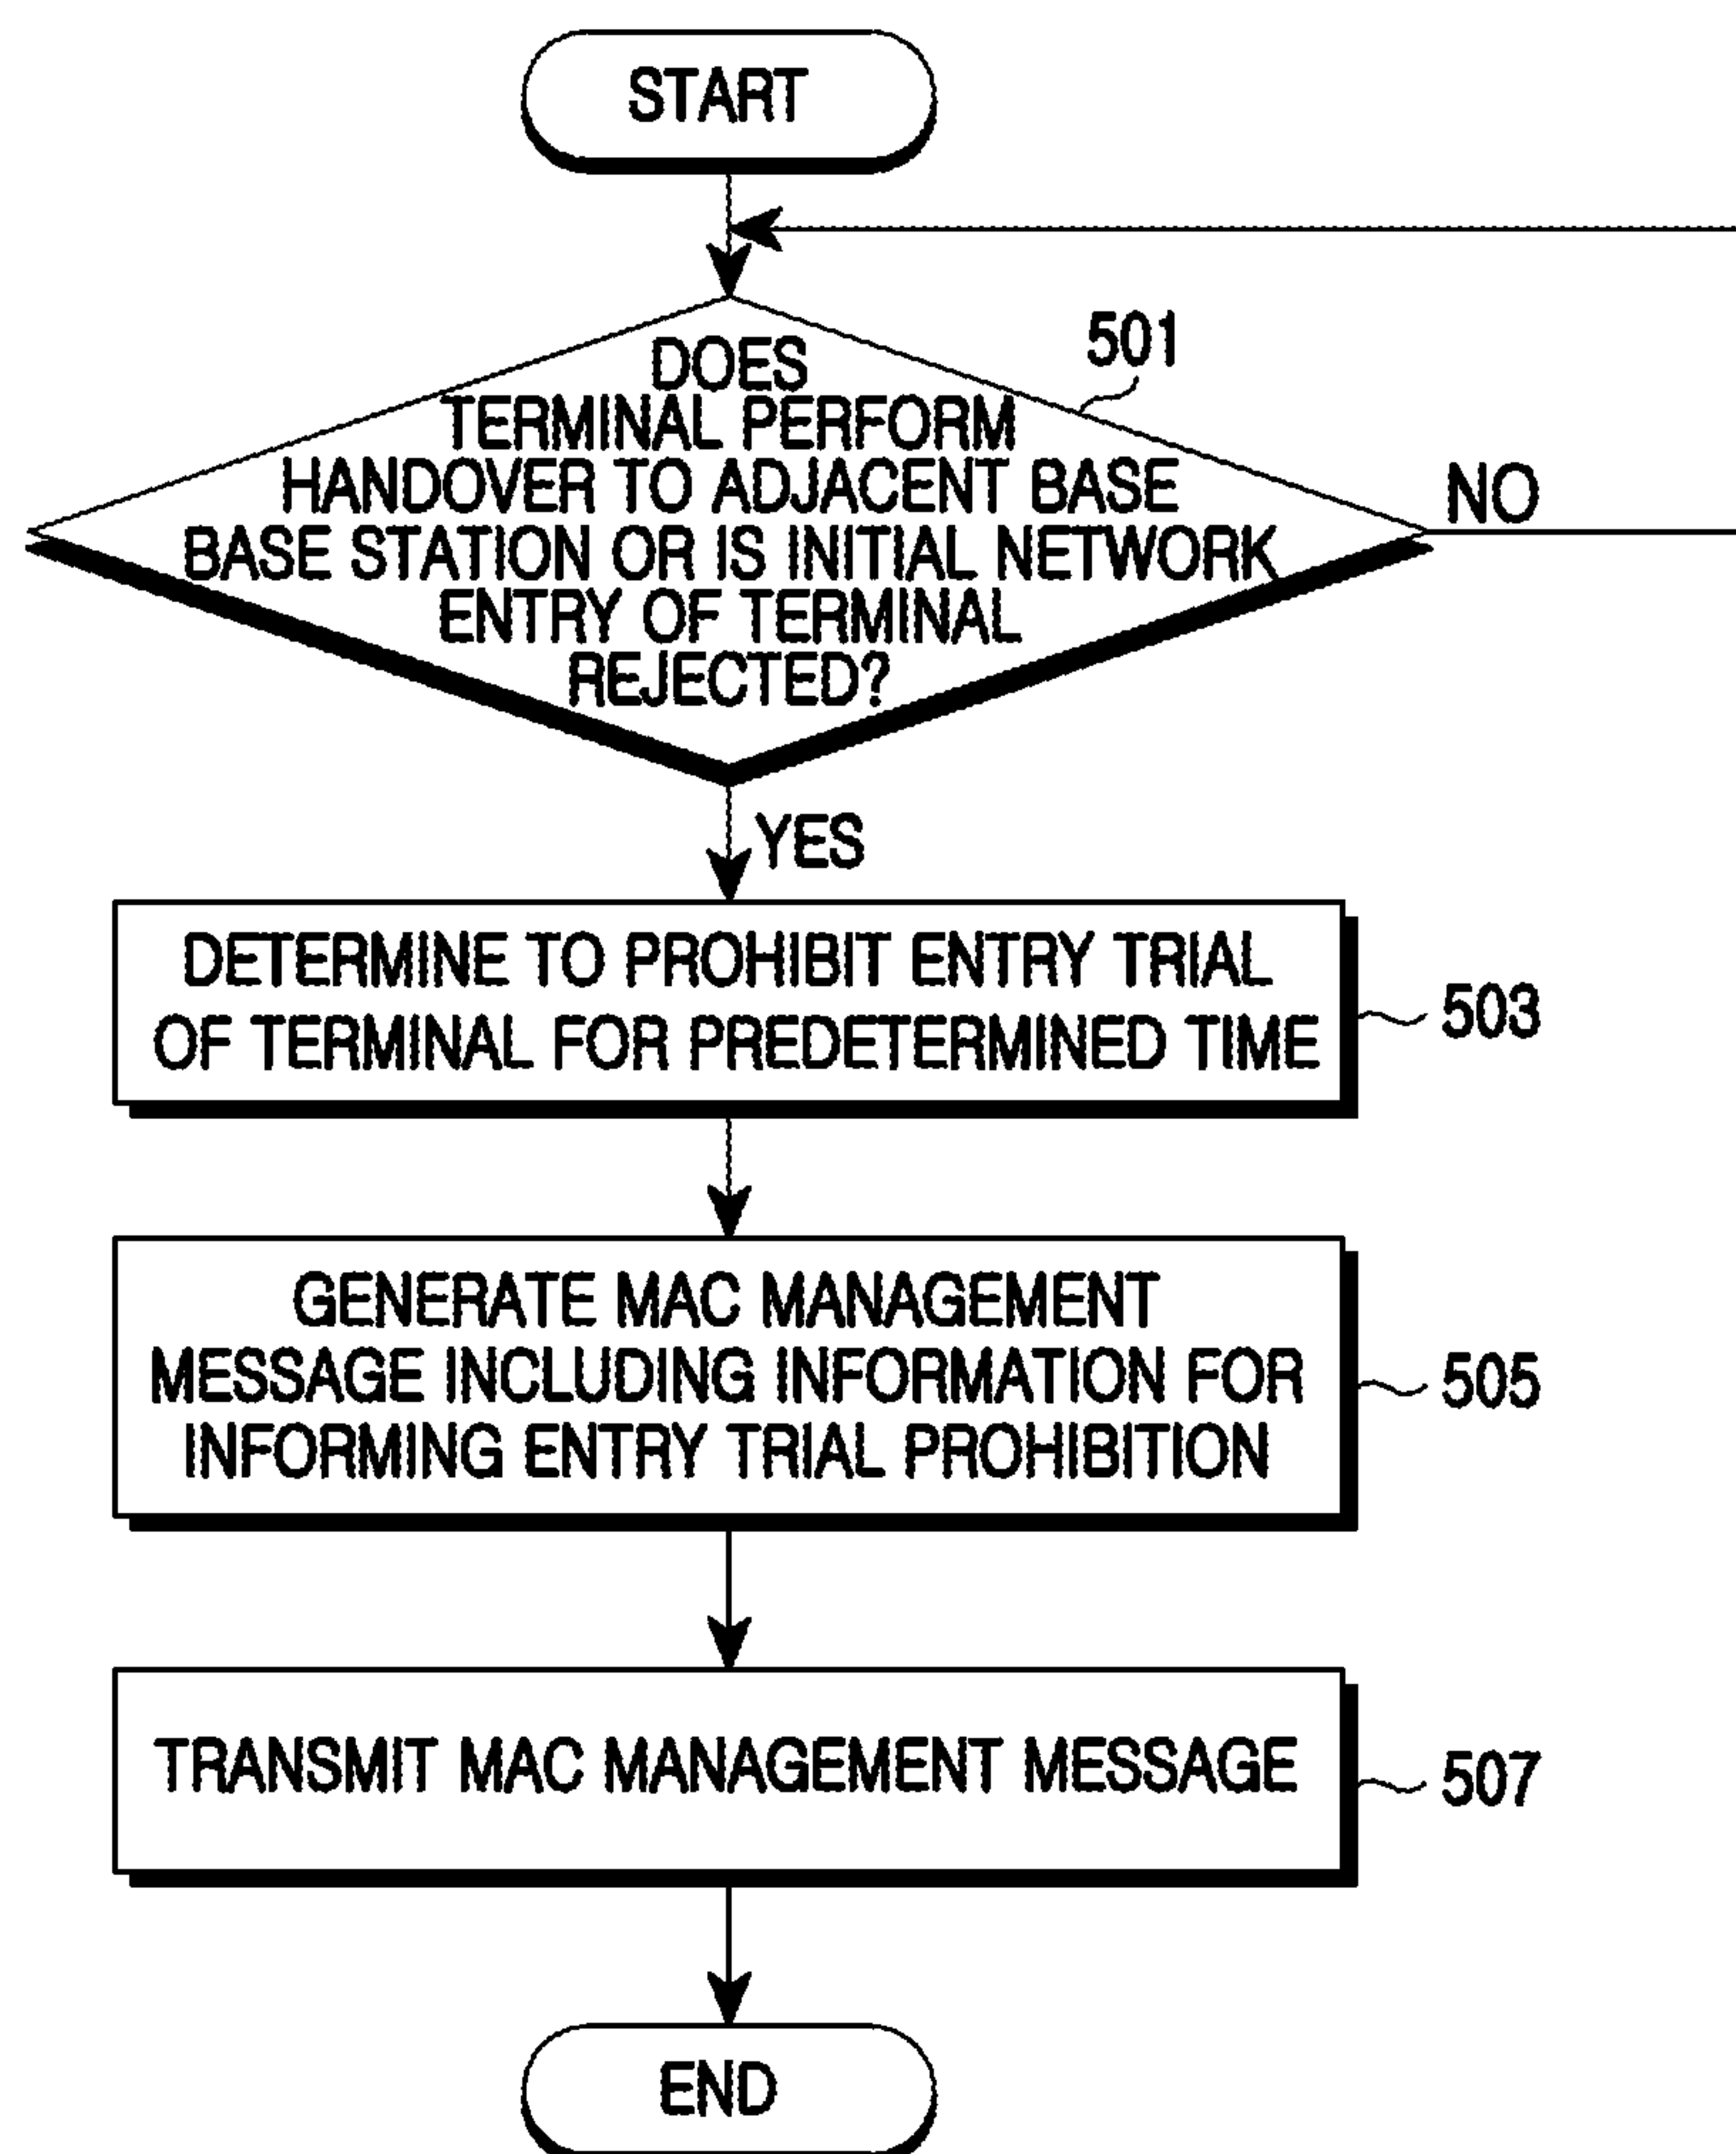 START
501
DOES
TERMINAL PERFORM
HANDOVER TO ADJACENT BASE
BASE STATION OR IS INITIAL NETWORK
ENTRY OF TERMINAL
REJECTED?
NO
YES
DETERMINE TO PROHIBIT ENTRY TRIAL
OF TERMINAL FOR PREDETERMINED TIME
503
GENERATE MAC MANAGEMENT
MESSAGE INCLUDING INFORMATION FOR
INFORMING ENTRY TRIAL PROHIBITION
505
TRANSMIT MAC MANAGEMENT MESSAGE
507
END